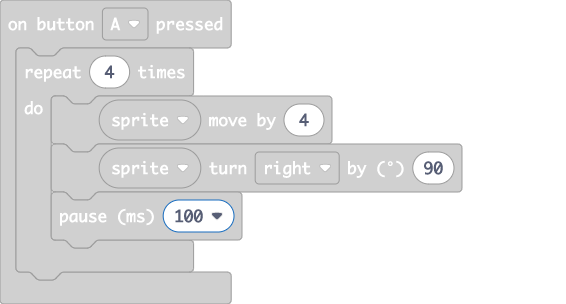 on button A pressed
repeat 4 times
do
sprite move by 4
sprite turn right by (°) 90
pause (ms) 100